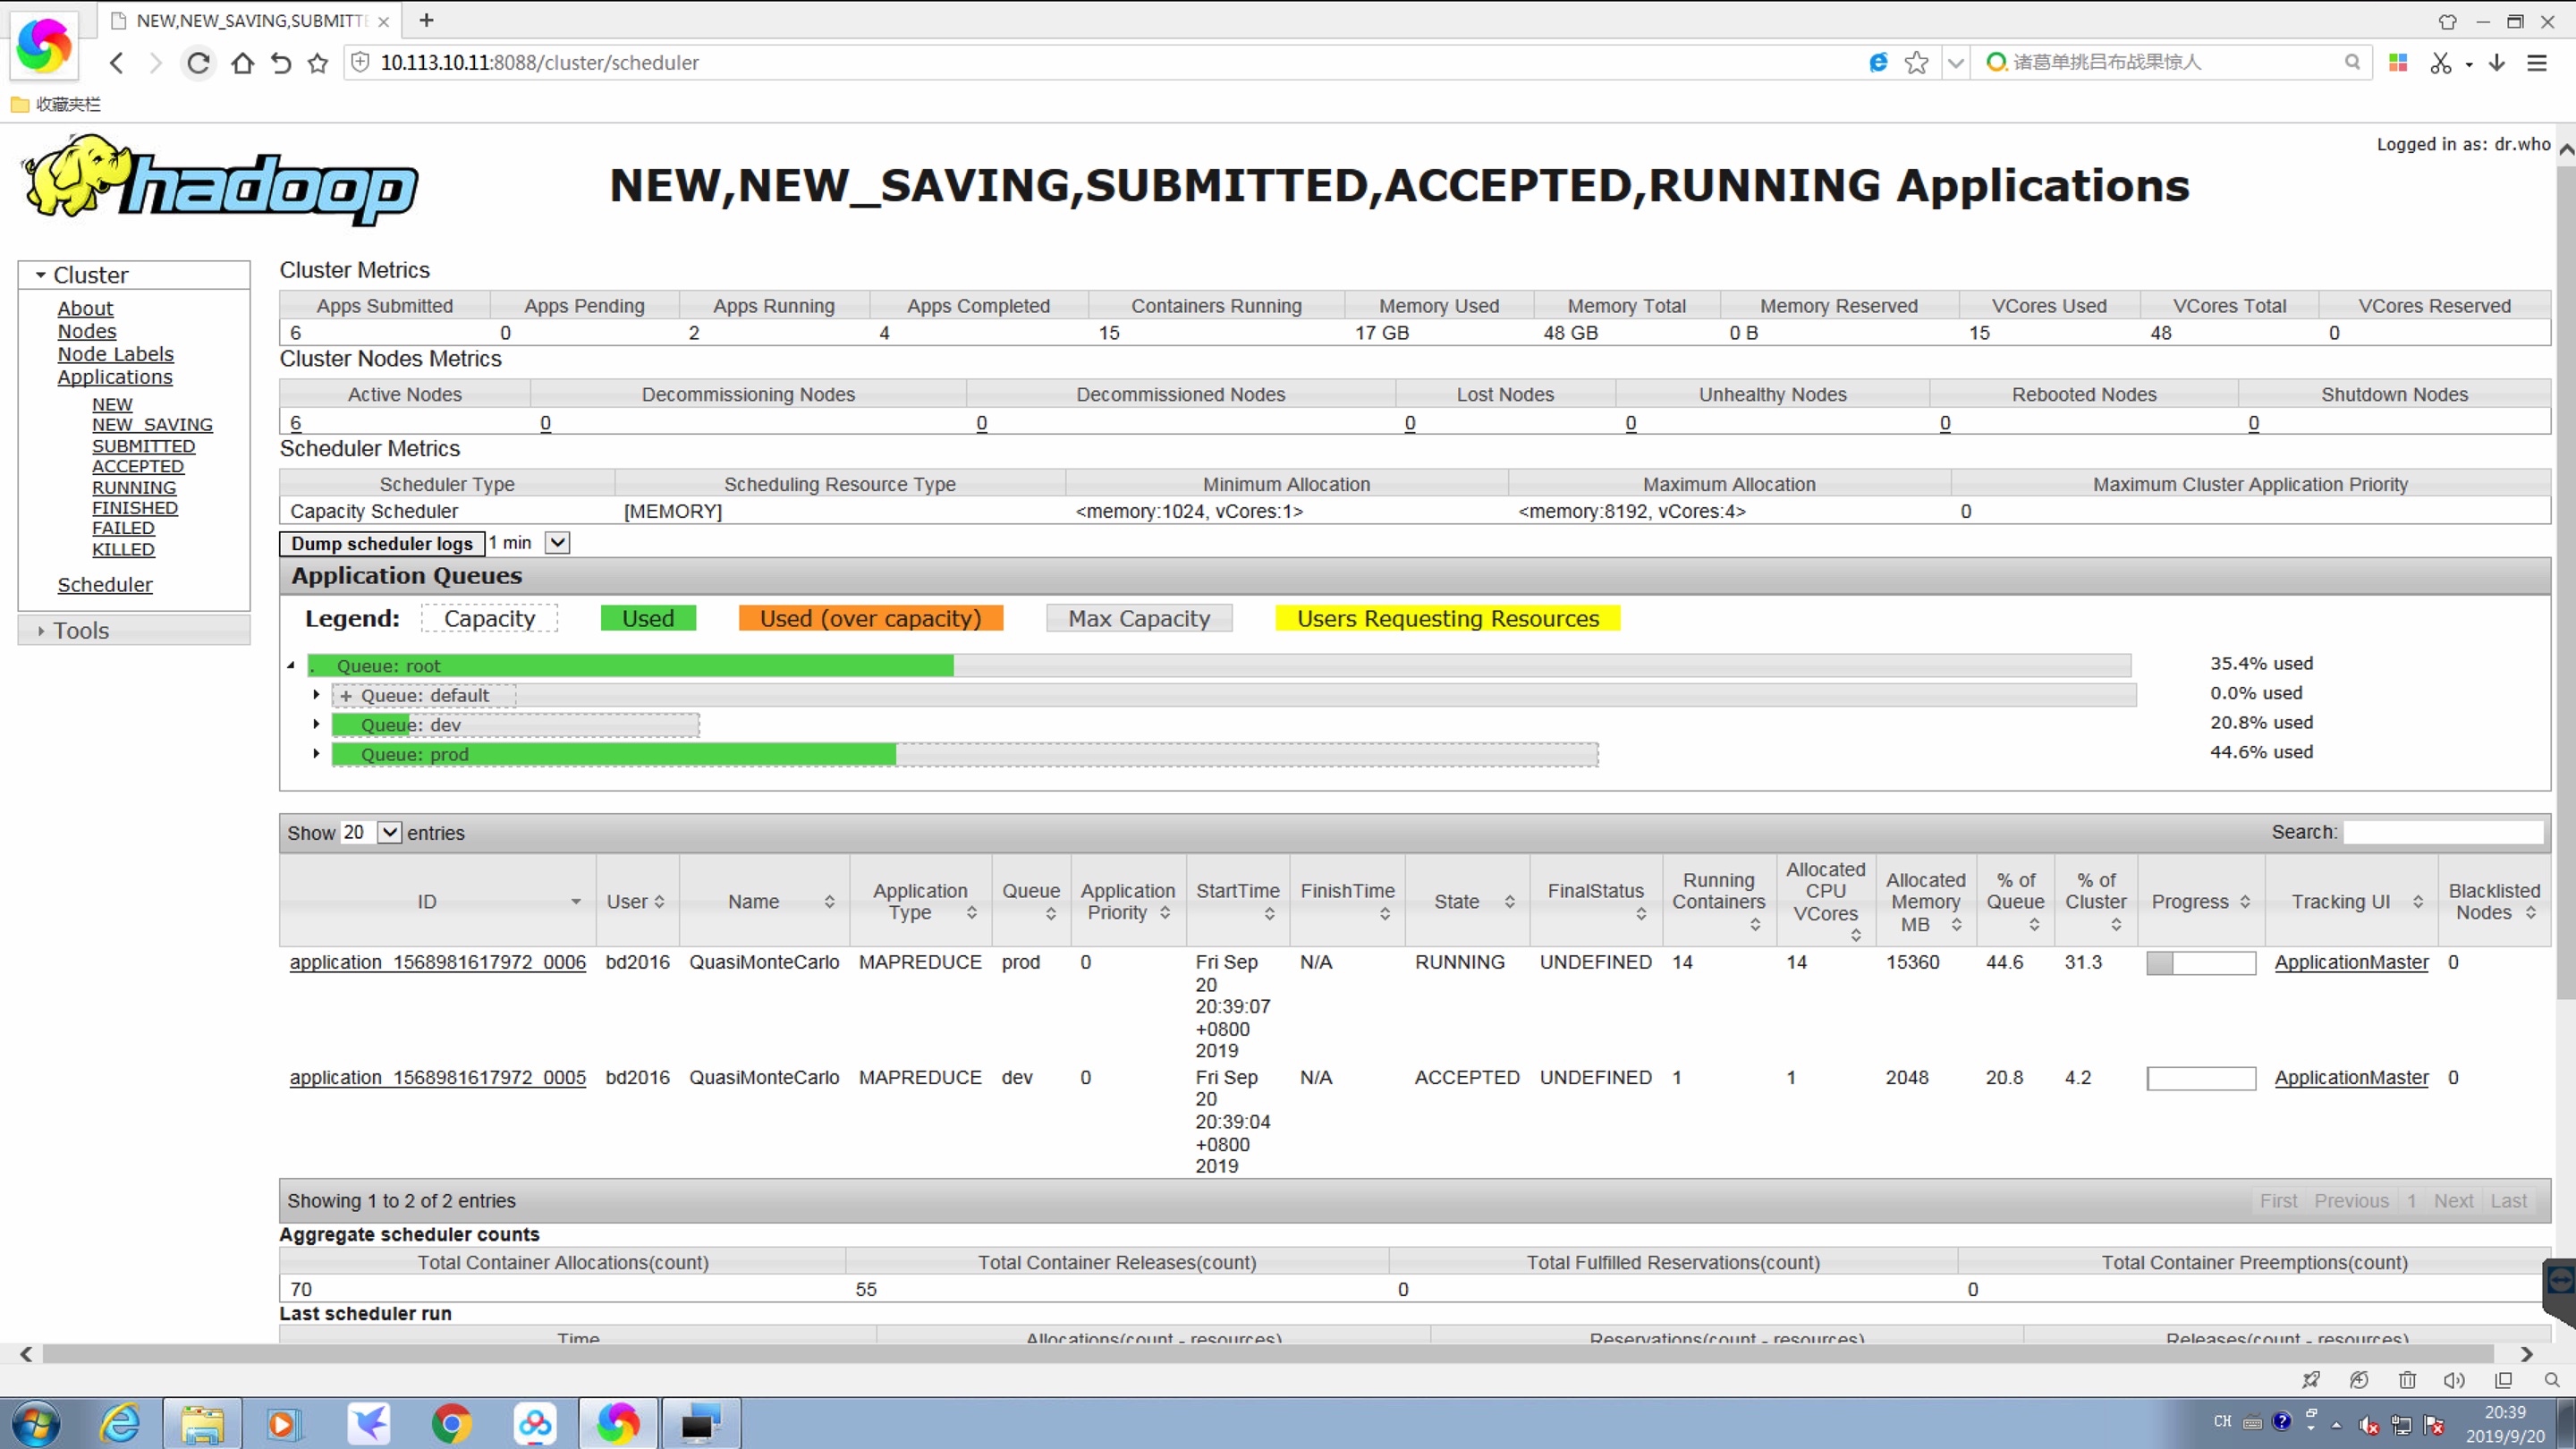 NEW,NEW_SAVING,SUBMITTE
10.113.10.11:8088/cluster/scheduler
诸葛单挑吕布战果惊人
收藏夹栏
hadoop
Logged in as: dr.who
NEW,NEW_SAVING,SUBMITTED,ACCEPTED,RUNNING Applications
Cluster
About
Nodes
Node Labels
Applications
NEW
NEW_SAVING
SUBMITTED
ACCEPTED
RUNNING
FINISHED
FAILED
KILLED
Scheduler
Tools
Cluster Metrics
Apps Submitted Apps Pending Apps Running Apps Completed Containers Running Memory Used Memory Total Memory Reserved VCores Used VCores Total VCores Reserved
6 0 2 4 15 17 GB 48 GB 0 B 15 48 0
Cluster Nodes Metrics
Active Nodes Decommissioning Nodes Decommissioned Nodes Lost Nodes Unhealthy Nodes Rebooted Nodes Shutdown Nodes
6 0 0 0 0 0 0
Scheduler Metrics
Scheduler Type Scheduling Resource Type Minimum Allocation Maximum Allocation Maximum Cluster Application Priority
Capacity Scheduler [MEMORY] <memory:1024, vCores:1> <memory:8192, vCores:4> 0
Dump scheduler logs 1 min
Application Queues
Legend: Capacity Used Used (over capacity) Max Capacity Users Requesting Resources
. Queue: root 35.4% used
+ Queue: default 0.0% used
Queue: dev 20.8% used
Queue: prod 44.6% used
Show 20 entries Search:
ID User Name Application Type Queue Application Priority StartTime FinishTime State FinalStatus Running Containers Allocated CPU VCores Allocated Memory MB % of Queue % of Cluster Progress Tracking UI Blacklisted Nodes
application_1568981617972_0006 bd2016 QuasiMonteCarlo MAPREDUCE prod 0 Fri Sep N/A RUNNING UNDEFINED 14 14 15360 44.6 31.3 ApplicationMaster 0
20
20:39:07
+0800
2019
application_1568981617972_0005 bd2016 QuasiMonteCarlo MAPREDUCE dev 0 Fri Sep N/A ACCEPTED UNDEFINED 1 1 2048 20.8 4.2 ApplicationMaster 0
20
20:39:04
+0800
2019
Showing 1 to 2 of 2 entries First Previous 1 Next Last
Aggregate scheduler counts
Total Container Allocations(count) Total Container Releases(count) Total Fulfilled Reservations(count) Total Container Preemptions(count)
70 55 0 0
Last scheduler run
Time Allocations(count - resources) Reservations(count - resources) Releases(count - resources)
CH
20:39
2019/9/20